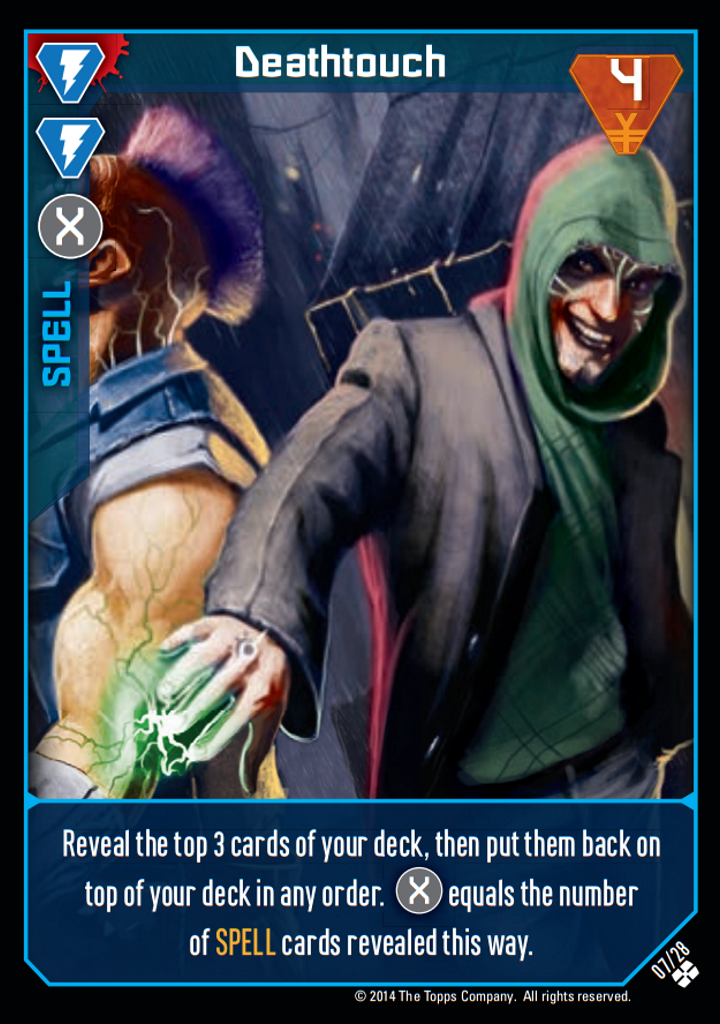 Deathtouch
4
¥
X
SPELL
Reveal the top 3 cards of your deck, then put them back on
top of your deck in any order. X equals the number
of SPELL cards revealed this way.
07/28
© 2014 The Topps Company. All rights reserved.